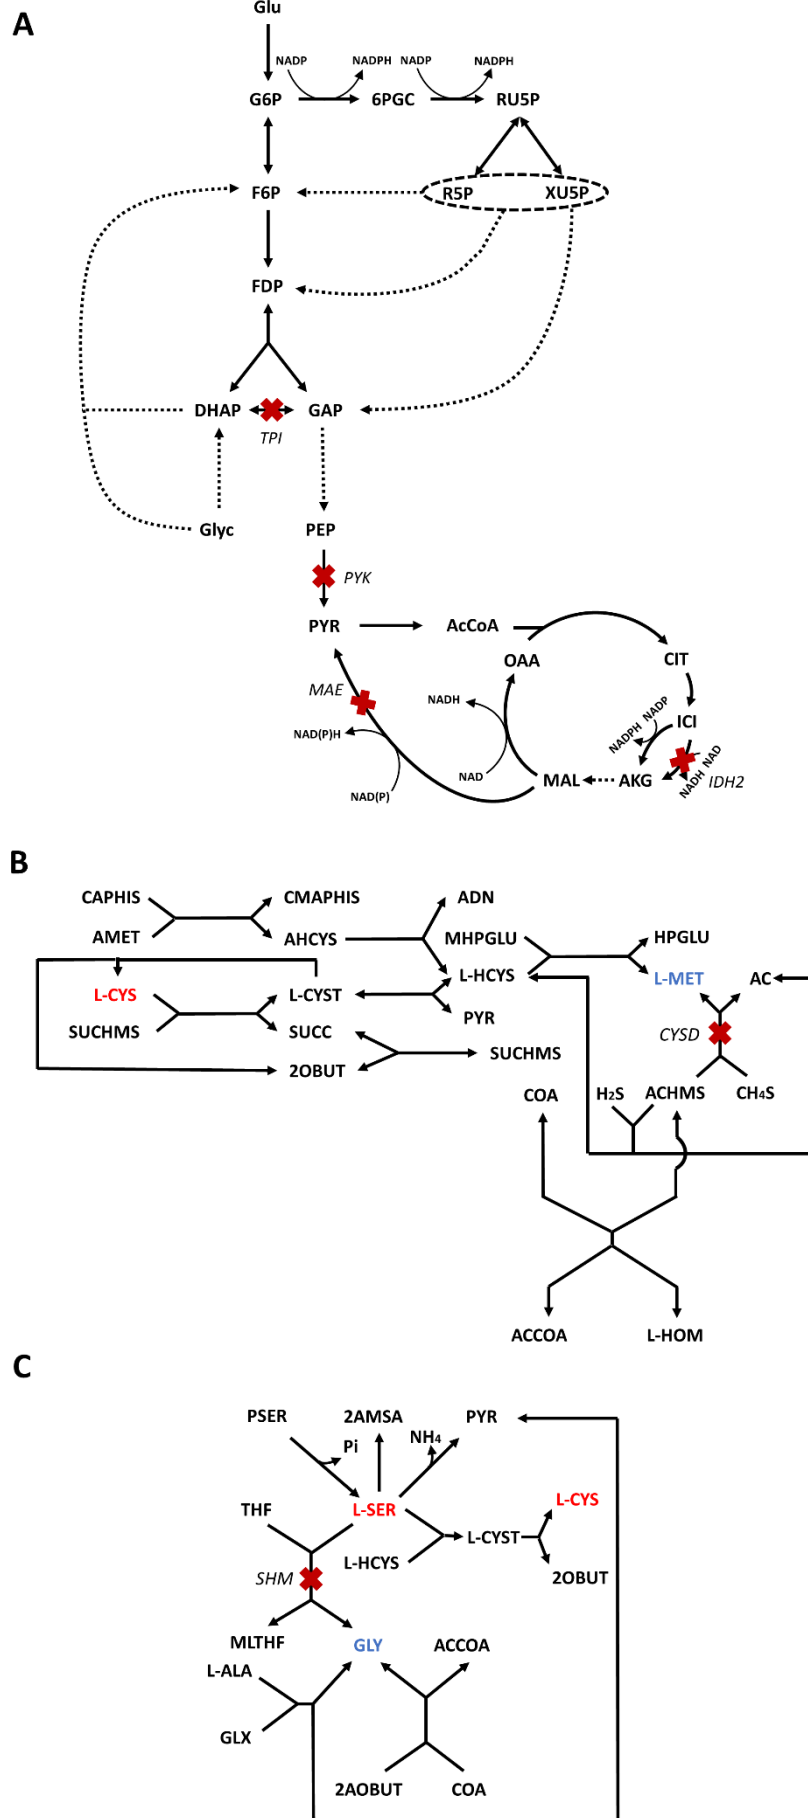 A
Glu
NADP NADPH NADP NADPH
G6P 6PGC RU5P
F6P R5P XU5P
FDP
DHAP GAP
TPI
Glyc PEP
PYK
PYR AcCoA
OAA CIT
MAE
NADH
ICI
NAD(P)H
NADPH NADP
NAD
NADH NAD
MAL AKG IDH2
NAD(P)
B
CAPHIS CMAPHIS ADN
AMET AHCYS MHPGLU HPGLU
L-HCYS L-MET AC
L-CYS L-CYST
PYR
SUCHMS SUCC CYSD
SUCHMS
2OBUT
COA H2S ACHMS CH4S
ACCOA L-HOM
C
PSER 2AMSA PYR
Pi NH4
L-CYS
THF L-SER
L-CYST
L-HCYS
SHM 2OBUT
MLTHF GLY ACCOA
L-ALA
GLX
2AOBUT COA